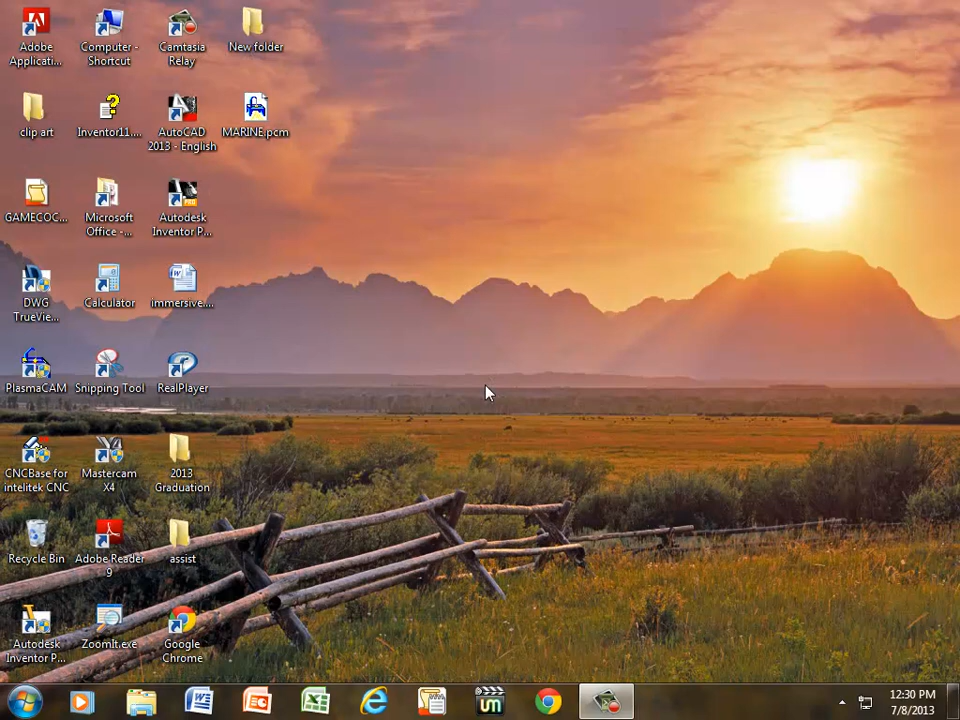 Adobe
Applicati...
Computer -
Shortcut
Camtasia
Relay
New folder
clip art
Inventor11....
AutoCAD
2013 - English
MARINE.pcm
GAMECOC...
Microsoft
Office -...
Autodesk
Inventor P...
PRO
DWG
TrueVie...
Calculator
immersive....
PlasmaCAM
Snipping Tool
RealPlayer
CNCBase for
intelitek CNC
Mastercam
X4
2013
Graduation
Recycle Bin
Adobe Reader
9
assist
Autodesk
Inventor P...
ZoomIt.exe
Google
Chrome
um
12:30 PM
7/8/2013